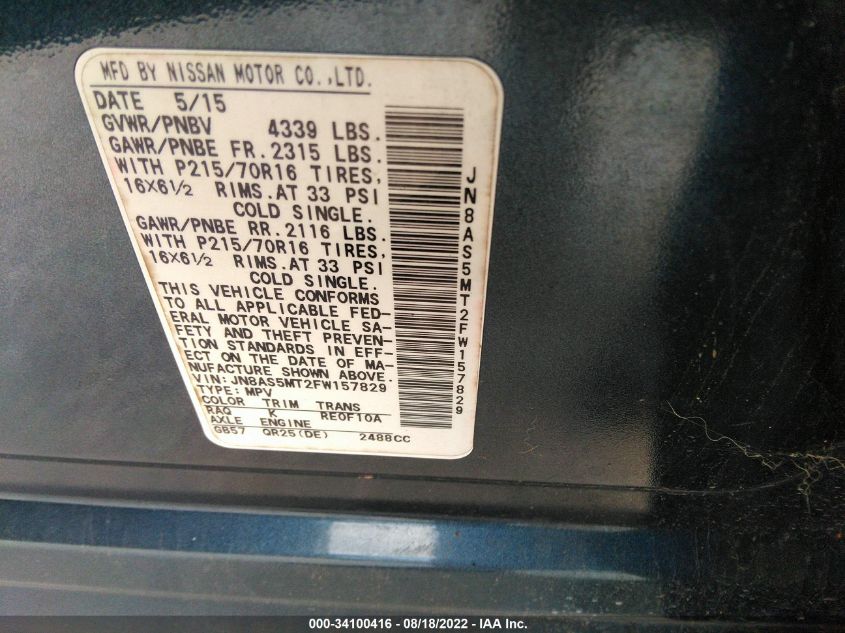 MFD BY NISSAN MOTOR CO.,LTD.
DATE 5/15
GVWR/PNBV 4339 LBS.
GAWR/PNBE FR. 2315 LBS.
WITH P215/70R16 TIRES,
16X6½ RIMS.AT 33 PSI
COLD SINGLE.
GAWR/PNBE RR. 2116 LBS.
WITH P215/70R16 TIRES,
16X6½ RIMS.AT 33 PSI
COLD SINGLE.
THIS VEHICLE CONFORMS
TO ALL APPLICABLE FED-
ERAL MOTOR VEHICLE SA-
FETY AND THEFT PREVEN-
TION STANDARDS IN EFF-
ECT ON THE DATE OF MA-
NUFACTURE SHOWN ABOVE.
VIN: JN8AS5MT2FW157829
TYPE: MPV
COLOR TRIM TRANS
RAQ K RE0F10A
AXLE ENGINE
GB57 QR25(DE) 2488CC
JN8AS5MT2FW157829
000-34100416 - 08/18/2022 - IAA Inc.